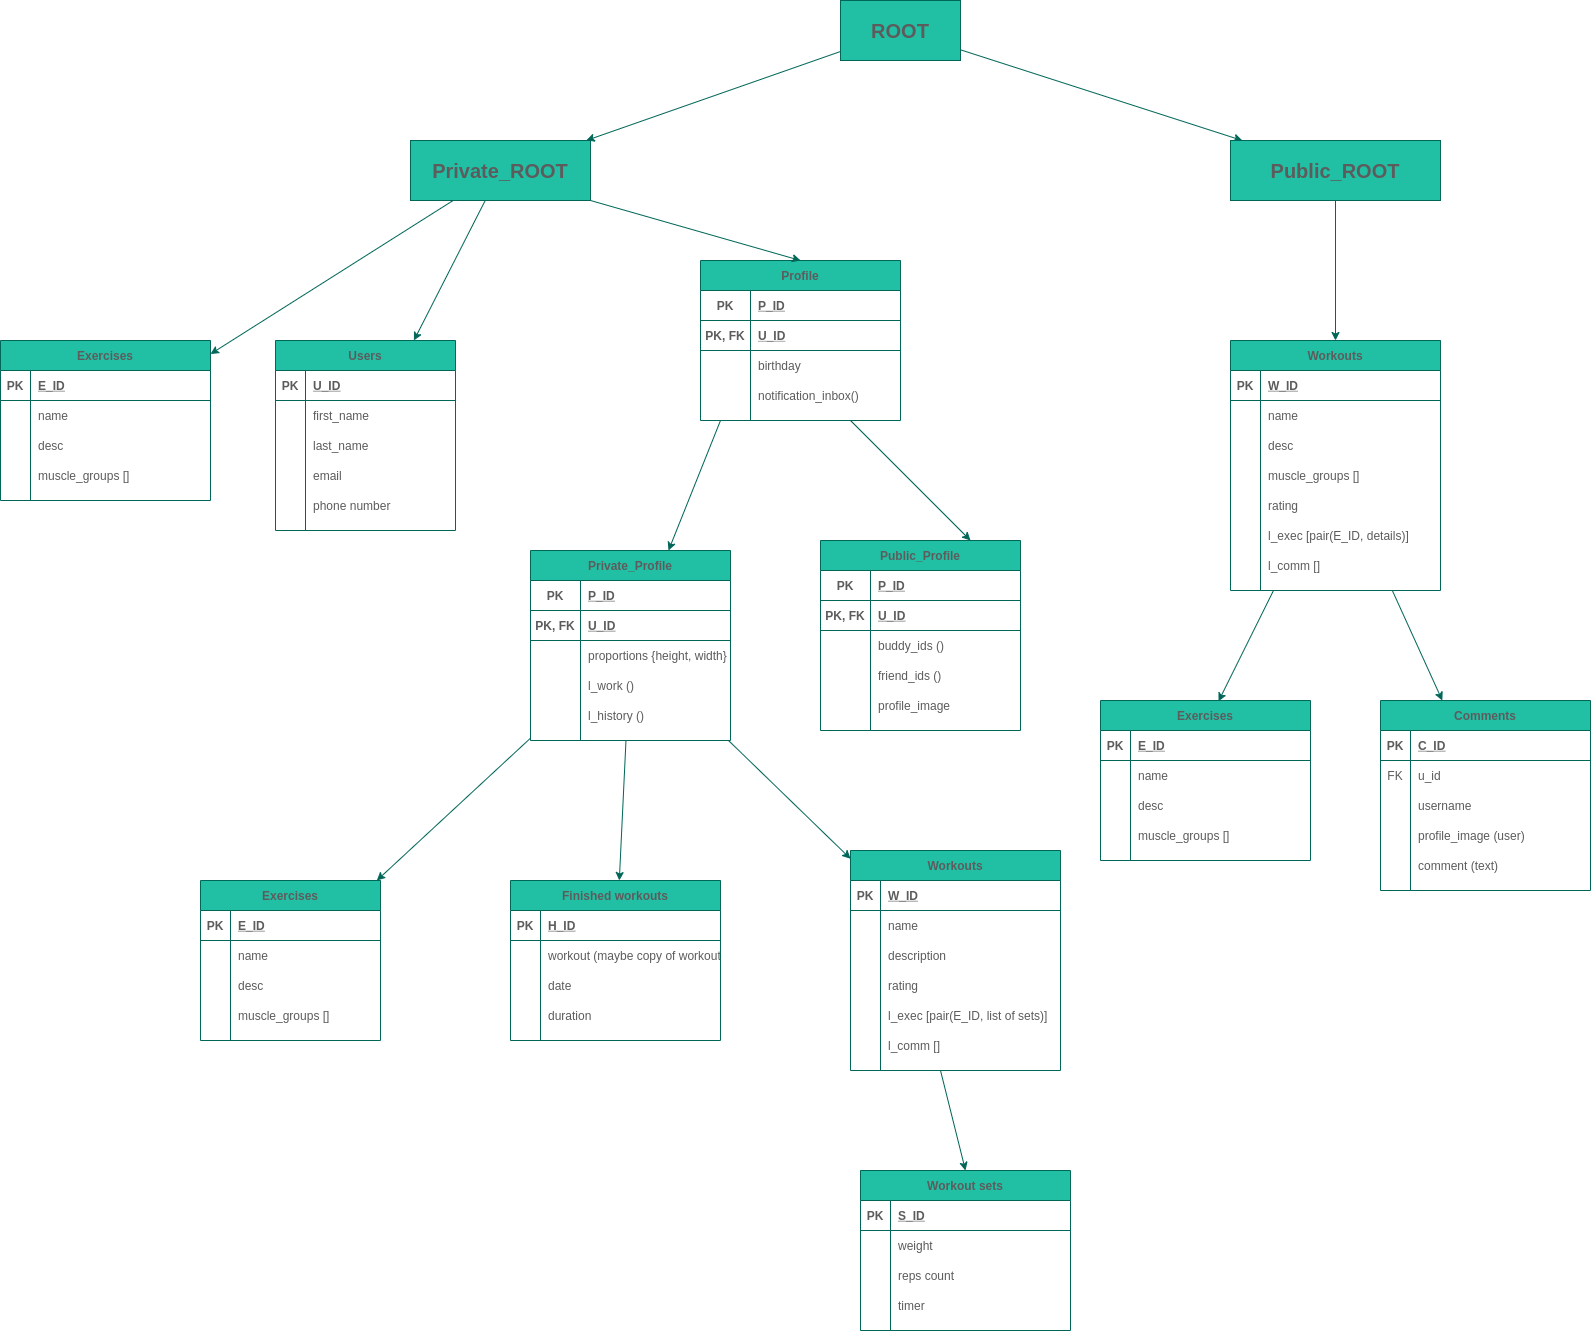 ROOT
Private_ROOT
Public_ROOT
Profile
PK P_ID
PK, FK U_ID
birthday
notification_inbox()
Exercises
PK E_ID
name
desc
muscle_groups []
Users
PK U_ID
first_name
last_name
email
phone number
Workouts
PK W_ID
name
desc
muscle_groups []
rating
l_exec [pair(E_ID, details)]
l_comm []
Private_Profile
PK P_ID
PK, FK U_ID
proportions {height, width}
l_work ()
l_history ()
Public_Profile
PK P_ID
PK, FK U_ID
buddy_ids ()
friend_ids ()
profile_image
Exercises
PK E_ID
name
desc
muscle_groups []
Comments
PK C_ID
FK u_id
username
profile_image (user)
comment (text)
Exercises
PK E_ID
name
desc
muscle_groups []
Finished workouts
PK H_ID
workout (maybe copy of workout
date
duration
Workouts
PK W_ID
name
description
rating
l_exec [pair(E_ID, list of sets)]
l_comm []
Workout sets
PK S_ID
weight
reps count
timer